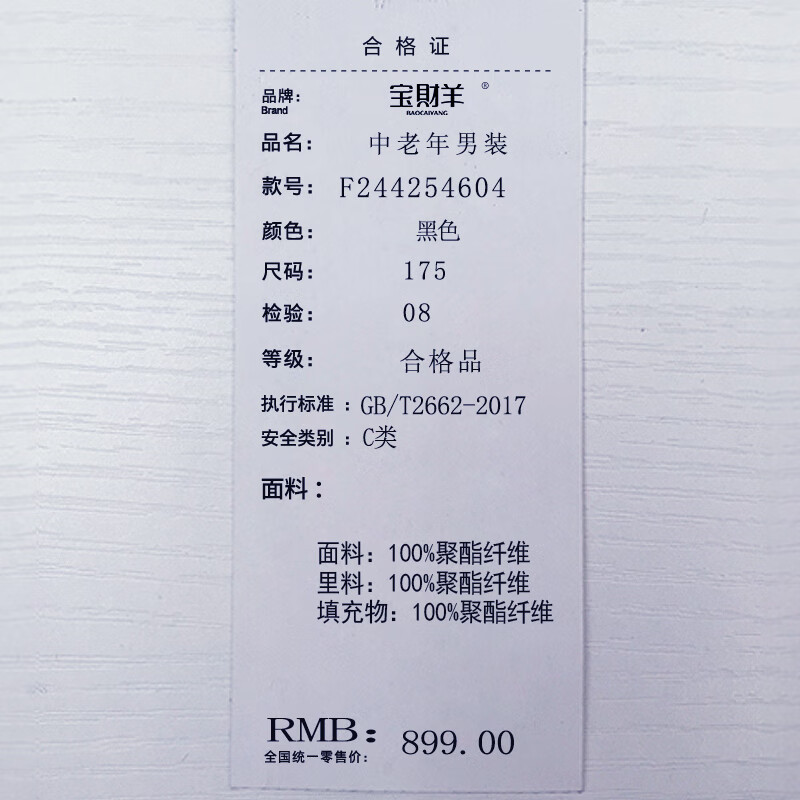 合格证
品牌： 宝財羊®
Brand BAOCAIYANG
品名： 中老年男装
款号： F244254604
颜色： 黑色
尺码： 175
检验： 08
等级： 合格品
执行标准：GB/T2662-2017
安全类别：C类
面料：
面料：100%聚酯纤维
里料：100%聚酯纤维
填充物：100%聚酯纤维
RMB：899.00
全国统一零售价：